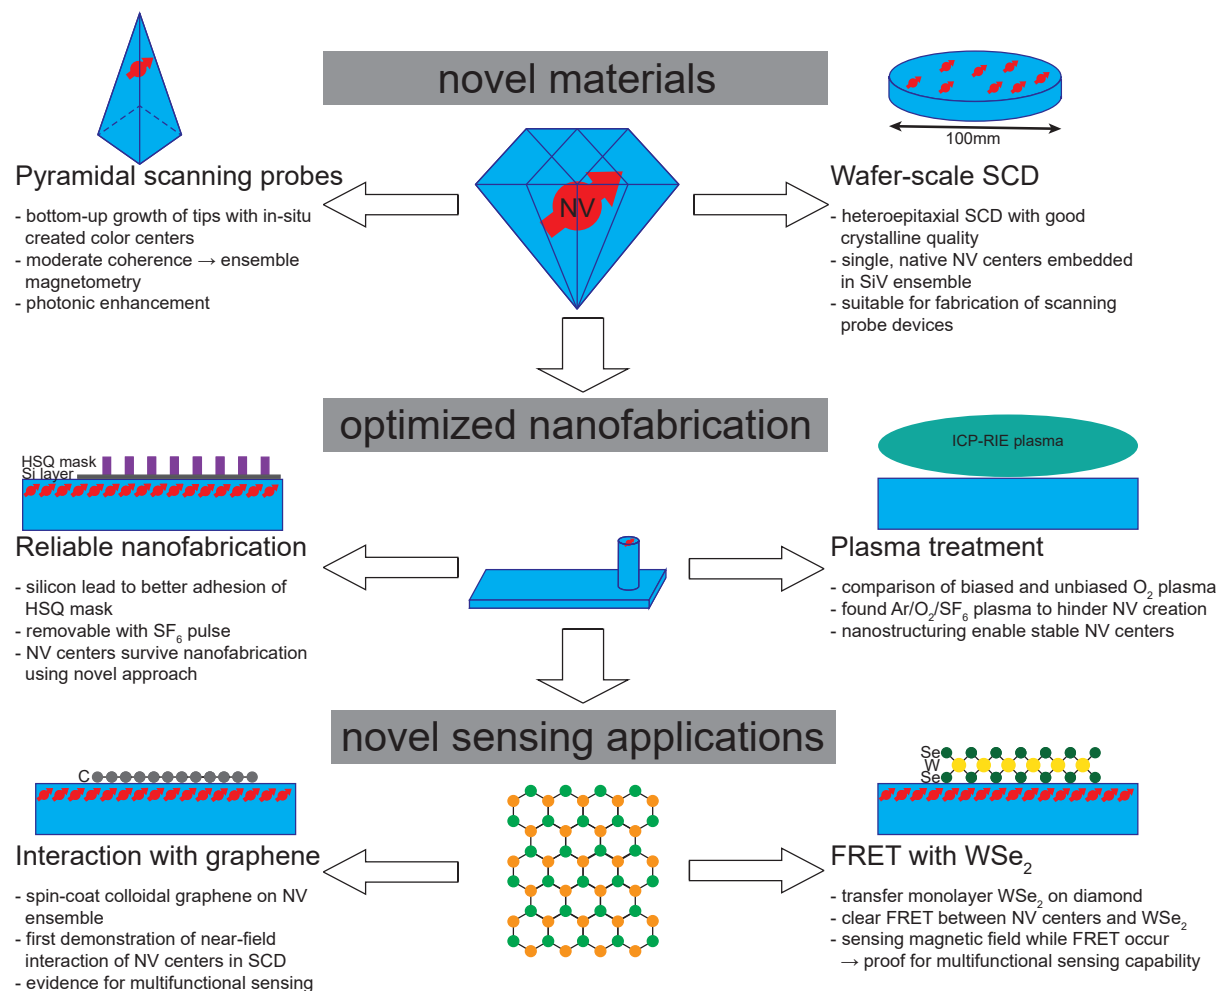 novel materials
100mm
Pyramidal scanning probes
- bottom-up growth of tips with in-situ
created color centers
- moderate coherence → ensemble
magnetometry
- photonic enhancement
NV
Wafer-scale SCD
- heteroepitaxial SCD with good
crystalline quality
- single, native NV centers embedded
in SiV ensemble
- suitable for fabrication of scanning
probe devices
optimized nanofabrication
HSQ mask
Si layer
Reliable nanofabrication
- silicon lead to better adhesion of
HSQ mask
- removable with SF₆ pulse
- NV centers survive nanofabrication
using novel approach
ICP-RIE plasma
Plasma treatment
- comparison of biased and unbiased O₂ plasma
- found Ar/O₂/SF₆ plasma to hinder NV creation
- nanostructuring enable stable NV centers
novel sensing applications
C
Interaction with graphene
- spin-coat colloidal graphene on NV
ensemble
- first demonstration of near-field
interaction of NV centers in SCD
- evidence for multifunctional sensing
Se
W
Se
FRET with WSe₂
- transfer monolayer WSe₂ on diamond
- clear FRET between NV centers and WSe₂
- sensing magnetic field while FRET occur
→ proof for multifunctional sensing capability